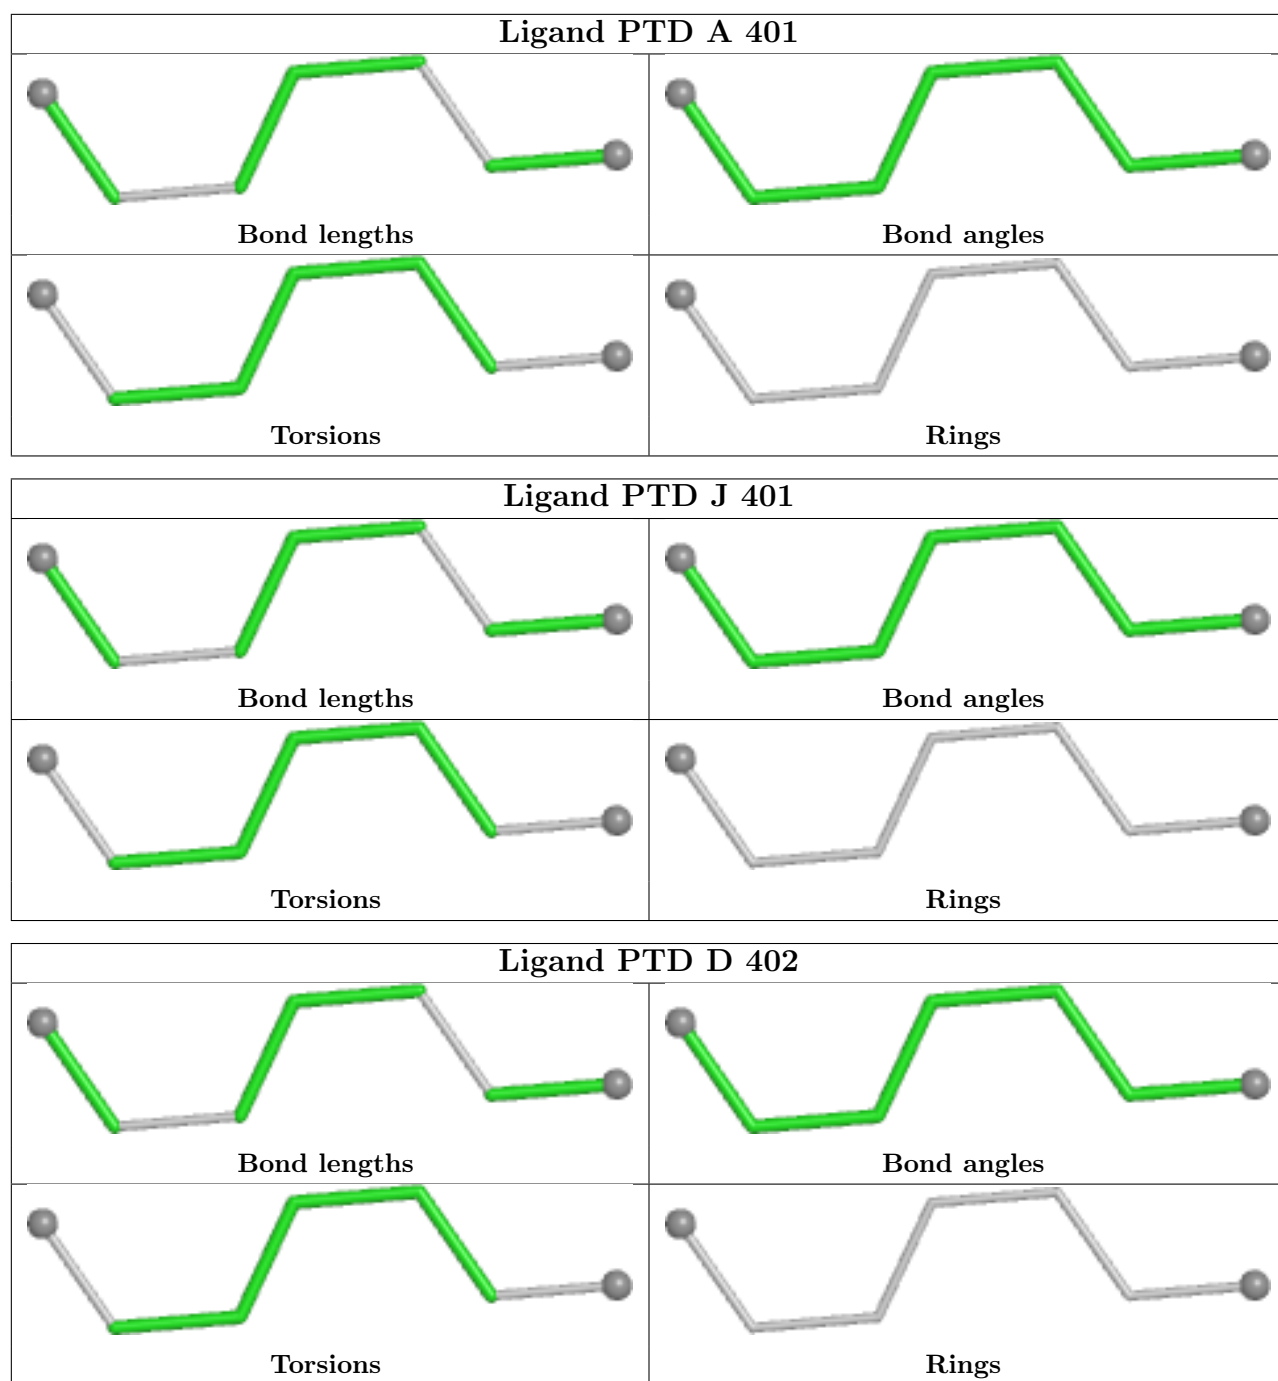 Ligand PTD A 401
Bond lengths
Bond angles
Torsions
Rings
Ligand PTD J 401
Bond lengths
Bond angles
Torsions
Rings
Ligand PTD D 402
Bond lengths
Bond angles
Torsions
Rings